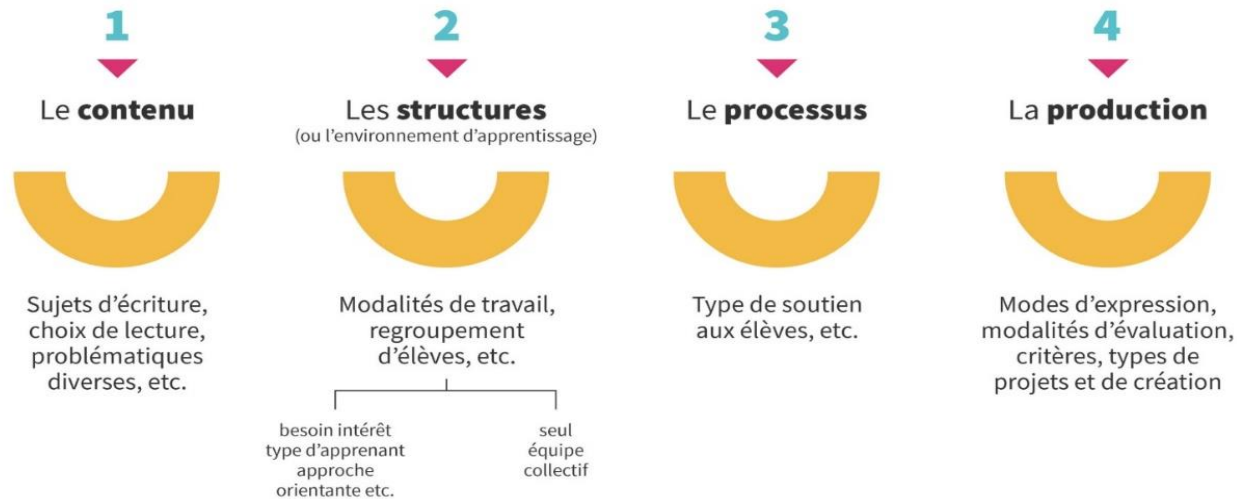 1
Le contenu
Sujets d'écriture,
choix de lecture,
problématiques
diverses, etc.
2
Les structures
(ou l'environnement d'apprentissage)
Modalités de travail,
regroupement
d'élèves, etc.
besoin intérêt
type d'apprenant
approche
orientante etc.
seul
équipe
collectif
3
Le processus
Type de soutien
aux élèves, etc.
4
La production
Modes d'expression,
modalités d'évaluation,
critères, types de
projets et de création